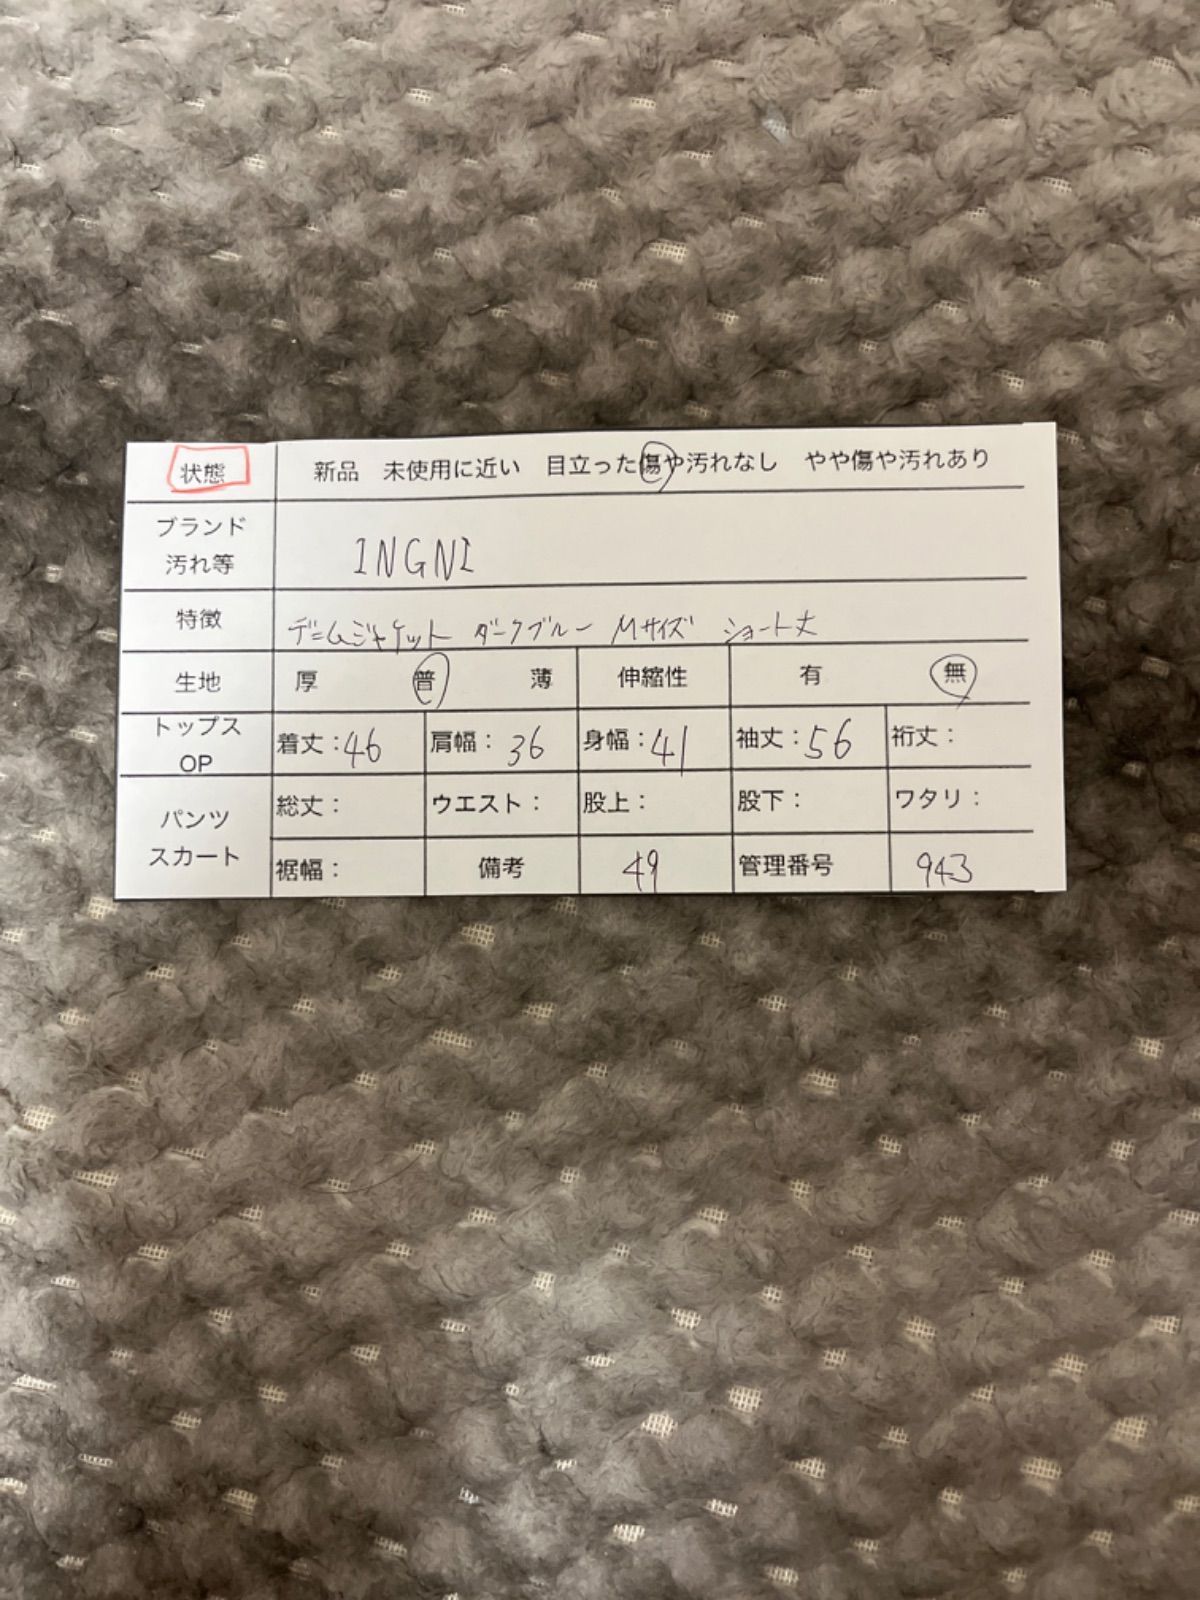 状態 新品 未使用に近い 目立った傷や汚れなし やや傷や汚れあり
ブランド
汚れ等
INGNI
特徴 デニムジャケット ダークブルー Mサイズ ショート丈
生地 厚 普 薄 伸縮性 有 無
トップス
OP
着丈:46 肩幅:36 身幅:41 袖丈:56 裄丈:
パンツ
スカート
総丈: ウエスト: 股上: 股下: ワタリ:
裾幅: 備考 49 管理番号 943